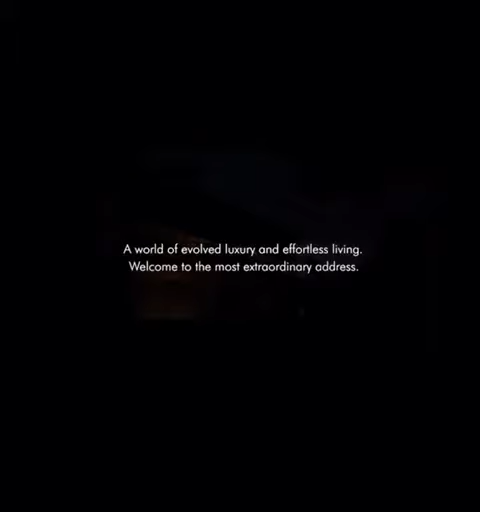 A world of evolved luxury and effortless living.
Welcome to the most extraordinary address.